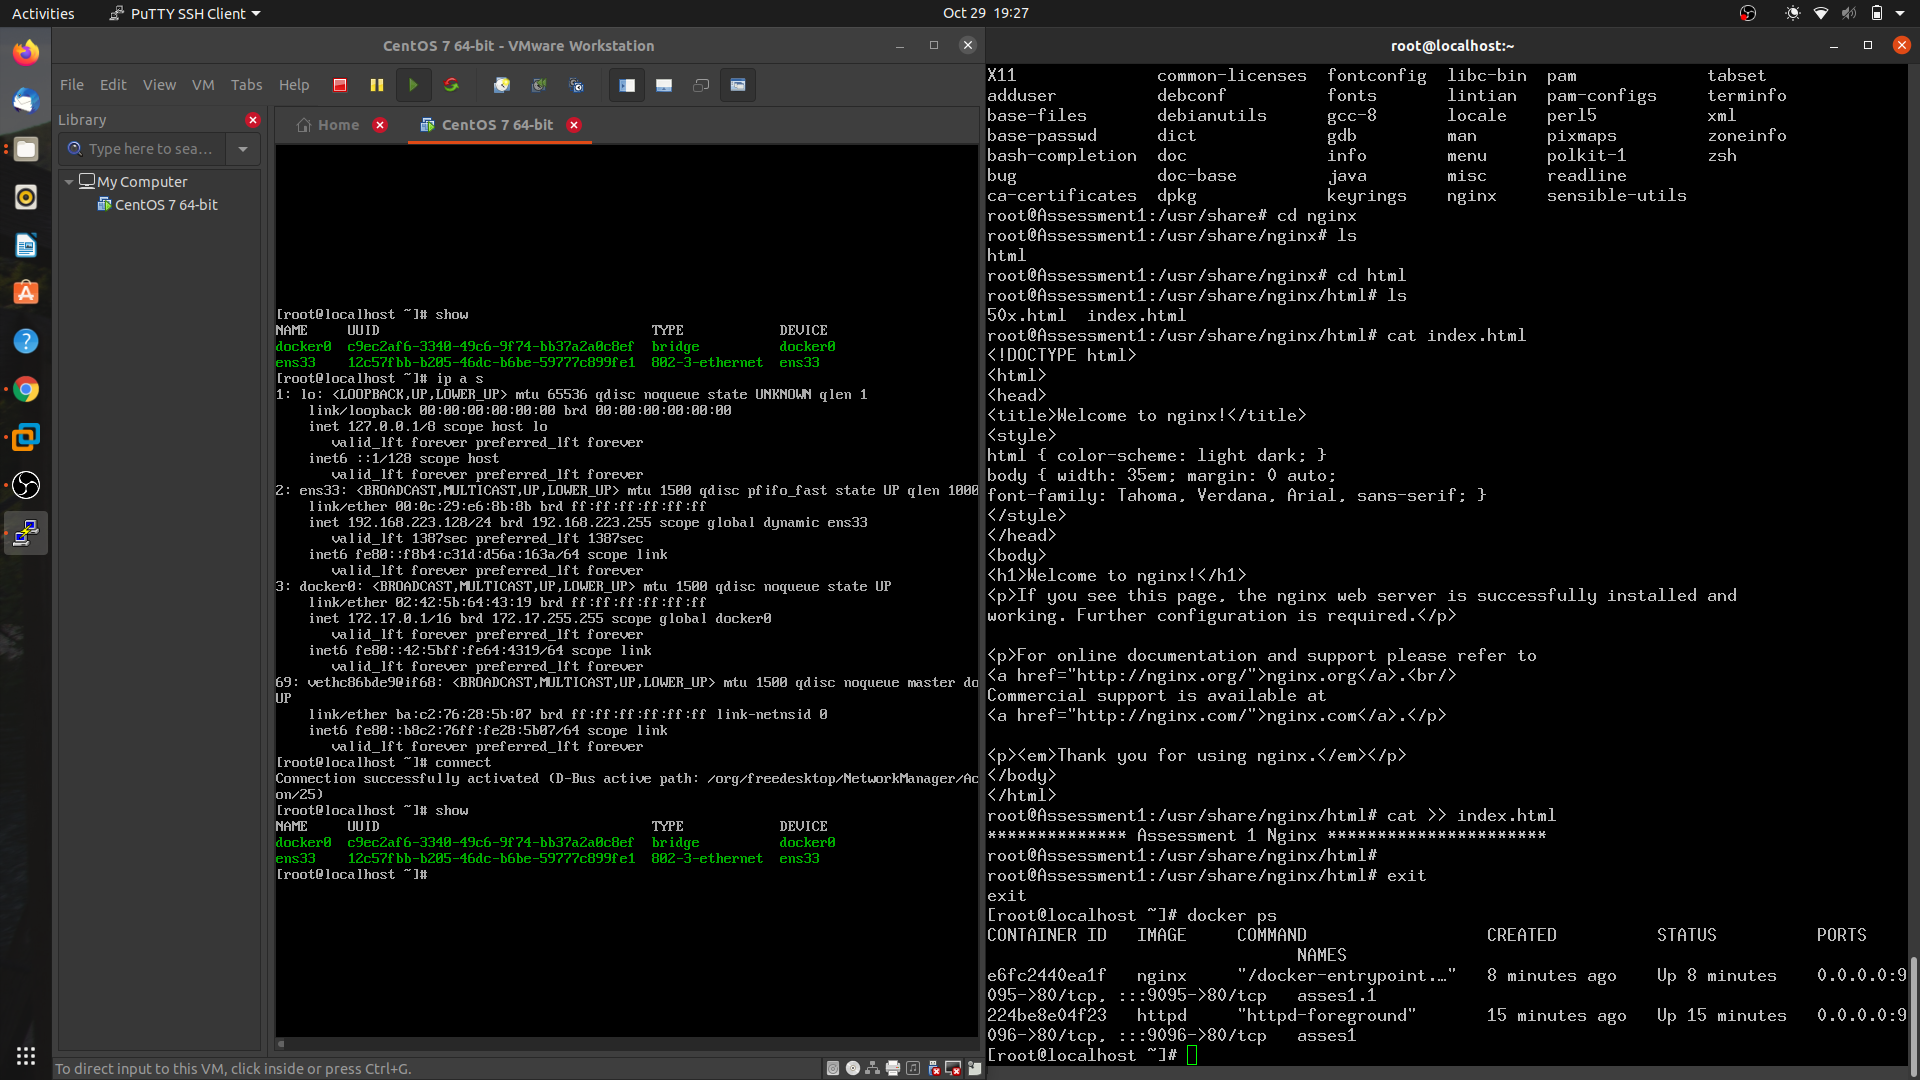 Activities
PuTTY SSH Client
Oct 29 19:27
CentOS 7 64-bit - VMware Workstation
File Edit View VM Tabs Help
Library
Type here to sea...
My Computer
CentOS 7 64-bit
Home
CentOS 7 64-bit
[root@localhost ~]# show
NAME UUID TYPE DEVICE
docker0 c9ec2af6-3340-49c6-9f74-bb37a2a0c8ef bridge docker0
ens33 12c57fbb-b205-46dc-b6be-59777c899fe1 802-3-ethernet ens33
[root@localhost ~]# ip a s
1: lo: <LOOPBACK,UP,LOWER_UP> mtu 65536 qdisc noqueue state UNKNOWN qlen 1
link/loopback 00:00:00:00:00:00 brd 00:00:00:00:00:00
inet 127.0.0.1/8 scope host lo
valid_lft forever preferred_lft forever
inet6 ::1/128 scope host
valid_lft forever preferred_lft forever
2: ens33: <BROADCAST,MULTICAST,UP,LOWER_UP> mtu 1500 qdisc pfifo_fast state UP qlen 1000
link/ether 00:0c:29:e6:8b:8b brd ff:ff:ff:ff:ff:ff
inet 192.168.223.128/24 brd 192.168.223.255 scope global dynamic ens33
valid_lft 1387sec preferred_lft 1387sec
inet6 fe80::f8b4:c31d:d56a:163a/64 scope link
valid_lft forever preferred_lft forever
3: docker0: <BROADCAST,MULTICAST,UP,LOWER_UP> mtu 1500 qdisc noqueue state UP
link/ether 02:42:5b:64:43:19 brd ff:ff:ff:ff:ff:ff
inet 172.17.0.1/16 brd 172.17.255.255 scope global docker0
valid_lft forever preferred_lft forever
inet6 fe80::42:5bff:fe64:4319/64 scope link
valid_lft forever preferred_lft forever
69: vethc86bde9@if68: <BROADCAST,MULTICAST,UP,LOWER_UP> mtu 1500 qdisc noqueue master do
UP
link/ether ba:c2:76:28:5b:07 brd ff:ff:ff:ff:ff:ff link-netnsid 0
inet6 fe80::b8c2:76ff:fe28:5b07/64 scope link
valid_lft forever preferred_lft forever
[root@localhost ~]# connect
Connection successfully activated (D-Bus active path: /org/freedesktop/NetworkManager/Ac
on/25)
[root@localhost ~]# show
NAME UUID TYPE DEVICE
docker0 c9ec2af6-3340-49c6-9f74-bb37a2a0c8ef bridge docker0
ens33 12c57fbb-b205-46dc-b6be-59777c899fe1 802-3-ethernet ens33
[root@localhost ~]#
To direct input to this VM, click inside or press Ctrl+G.
root@localhost:~
X11 common-licenses fontconfig libc-bin pam tabset
adduser debconf fonts lintian pam-configs terminfo
base-files debianutils gcc-8 locale perl5 xml
base-passwd dict gdb man pixmaps zoneinfo
bash-completion doc info menu polkit-1 zsh
bug doc-base java misc readline
ca-certificates dpkg keyrings nginx sensible-utils
root@Assessment1:/usr/share# cd nginx
root@Assessment1:/usr/share/nginx# ls
html
root@Assessment1:/usr/share/nginx# cd html
root@Assessment1:/usr/share/nginx/html# ls
50x.html index.html
root@Assessment1:/usr/share/nginx/html# cat index.html
<!DOCTYPE html>
<html>
<head>
<title>Welcome to nginx!</title>
<style>
html { color-scheme: light dark; }
body { width: 35em; margin: 0 auto;
font-family: Tahoma, Verdana, Arial, sans-serif; }
</style>
</head>
<body>
<h1>Welcome to nginx!</h1>
<p>If you see this page, the nginx web server is successfully installed and
working. Further configuration is required.</p>
<p>For online documentation and support please refer to
<a href="http://nginx.org/">nginx.org</a>.<br/>
Commercial support is available at
<a href="http://nginx.com/">nginx.com</a>.</p>
<p><em>Thank you for using nginx.</em></p>
</body>
</html>
root@Assessment1:/usr/share/nginx/html# cat >> index.html
************** Assessment 1 Nginx **********************
root@Assessment1:/usr/share/nginx/html#
root@Assessment1:/usr/share/nginx/html# exit
exit
[root@localhost ~]# docker ps
CONTAINER ID IMAGE COMMAND CREATED STATUS PORTS
NAMES
e6fc2440ea1f nginx "/docker-entrypoint.…" 8 minutes ago Up 8 minutes 0.0.0.0:9
095->80/tcp, :::9095->80/tcp asses1.1
224be8e04f23 httpd "httpd-foreground" 15 minutes ago Up 15 minutes 0.0.0.0:9
096->80/tcp, :::9096->80/tcp asses1
[root@localhost ~]#